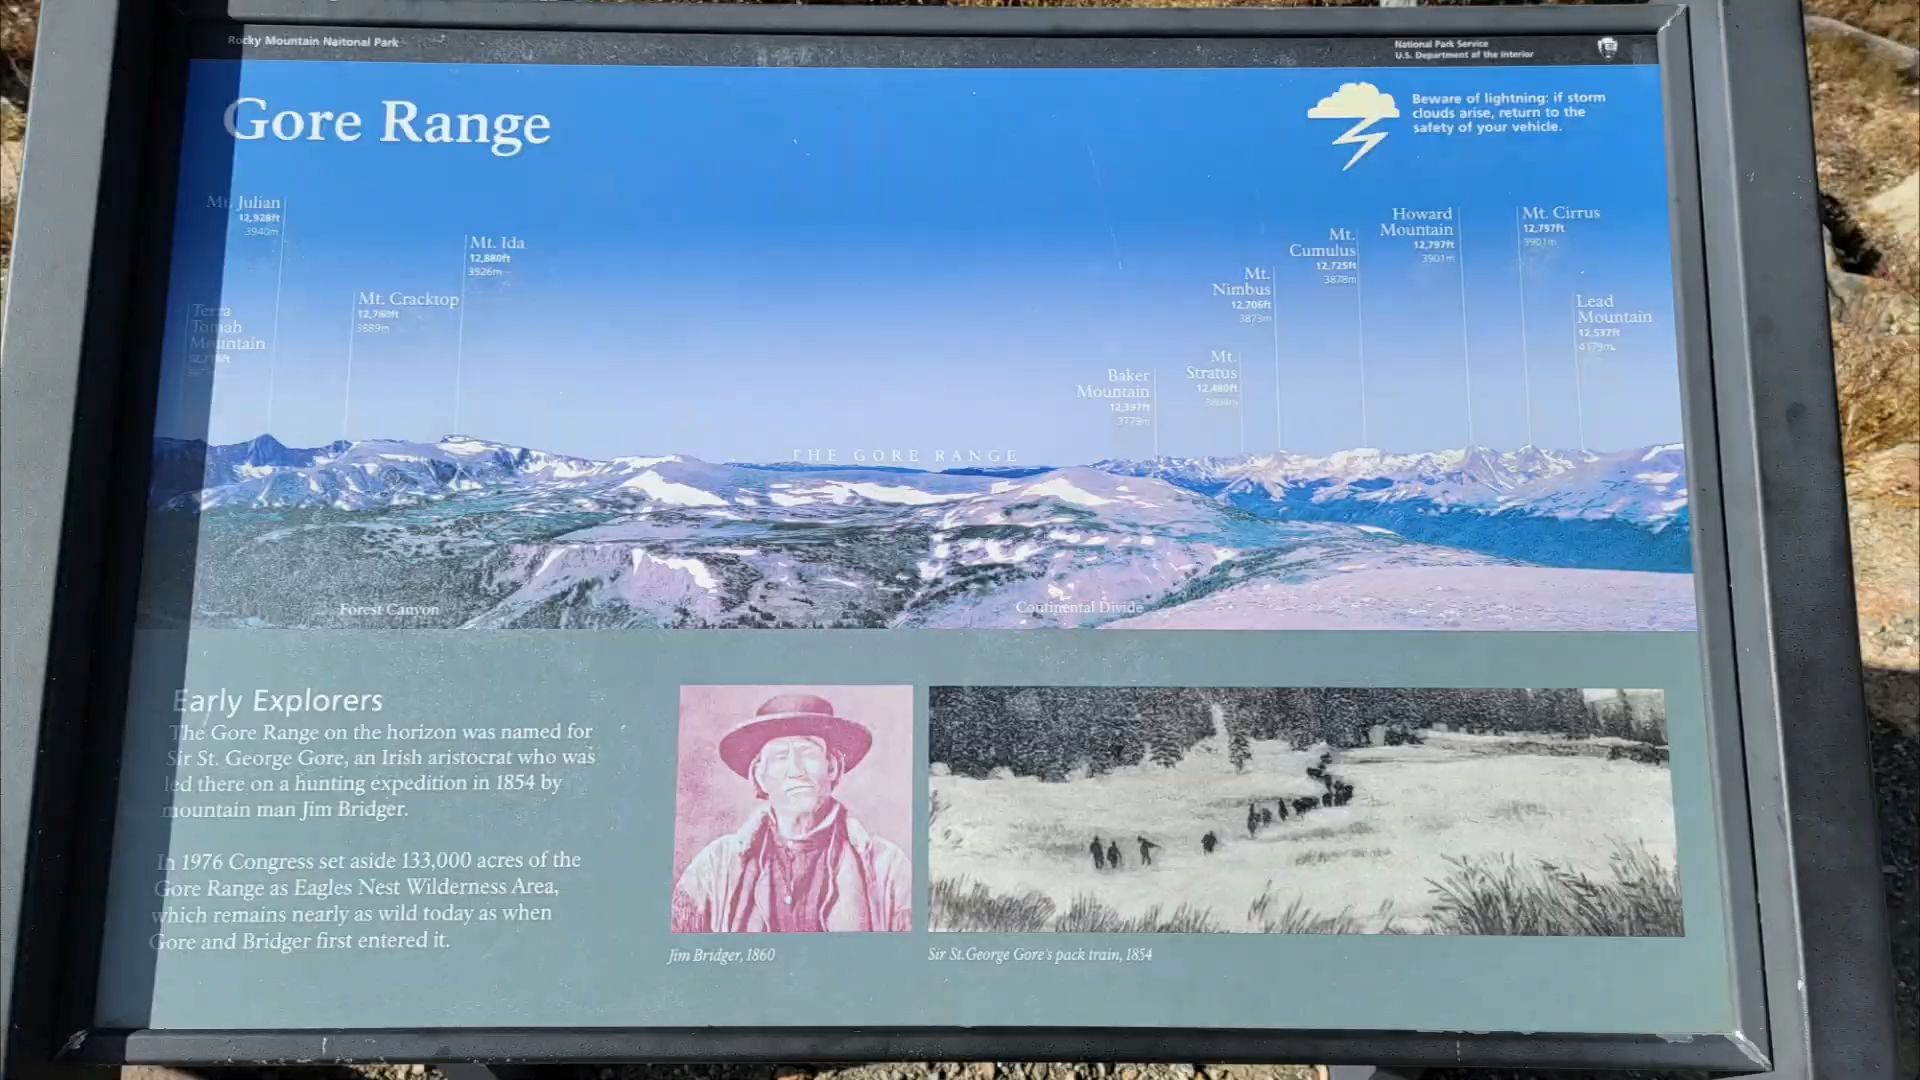 Rocky Mountain Naitonal Park
National Park Service
U.S. Department of the Interior
Gore Range
Beware of lightning: if storm
clouds arise, return to the
safety of your vehicle.
Mt. Julian
12,928ft
3940m
Terra
Tomah
Mountain
Mt. Cracktop
12,760ft
3889m
Mt. Ida
12,880ft
3926m
THE GORE RANGE
Baker
Mountain
12,397ft
3779m
Mt.
Stratus
12,480ft
3804m
Mt.
Nimbus
12,706ft
3873m
Mt.
Cumulus
12,725ft
3878m
Howard
Mountain
12,797ft
3901m
Mt. Cirrus
12,797ft
3901m
Lead
Mountain
12,537ft
4179m
Forest Canyon
Continental Divide
Early Explorers
The Gore Range on the horizon was named for
Sir St. George Gore, an Irish aristocrat who was
led there on a hunting expedition in 1854 by
mountain man Jim Bridger.
In 1976 Congress set aside 133,000 acres of the
Gore Range as Eagles Nest Wilderness Area,
which remains nearly as wild today as when
Gore and Bridger first entered it.
Jim Bridger, 1860
Sir St.George Gore's pack train, 1854